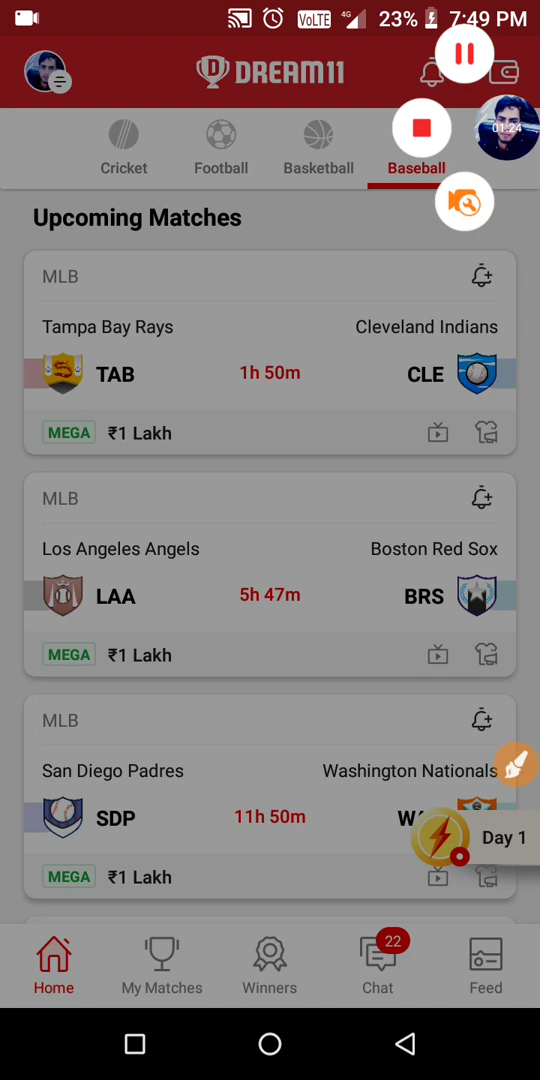 4G 23% 7:49 PM
VoLTE
DREAM11
01:24
Cricket Football Basketball Baseball
Upcoming Matches
MLB
Tampa Bay Rays Cleveland Indians
TAB 1h 50m CLE
MEGA ₹1 Lakh
MLB
Los Angeles Angels Boston Red Sox
LAA 5h 47m BRS
MEGA ₹1 Lakh
MLB
San Diego Padres Washington Nationals
SDP 11h 50m
Day 1
MEGA ₹1 Lakh
22
Home My Matches Winners Chat Feed